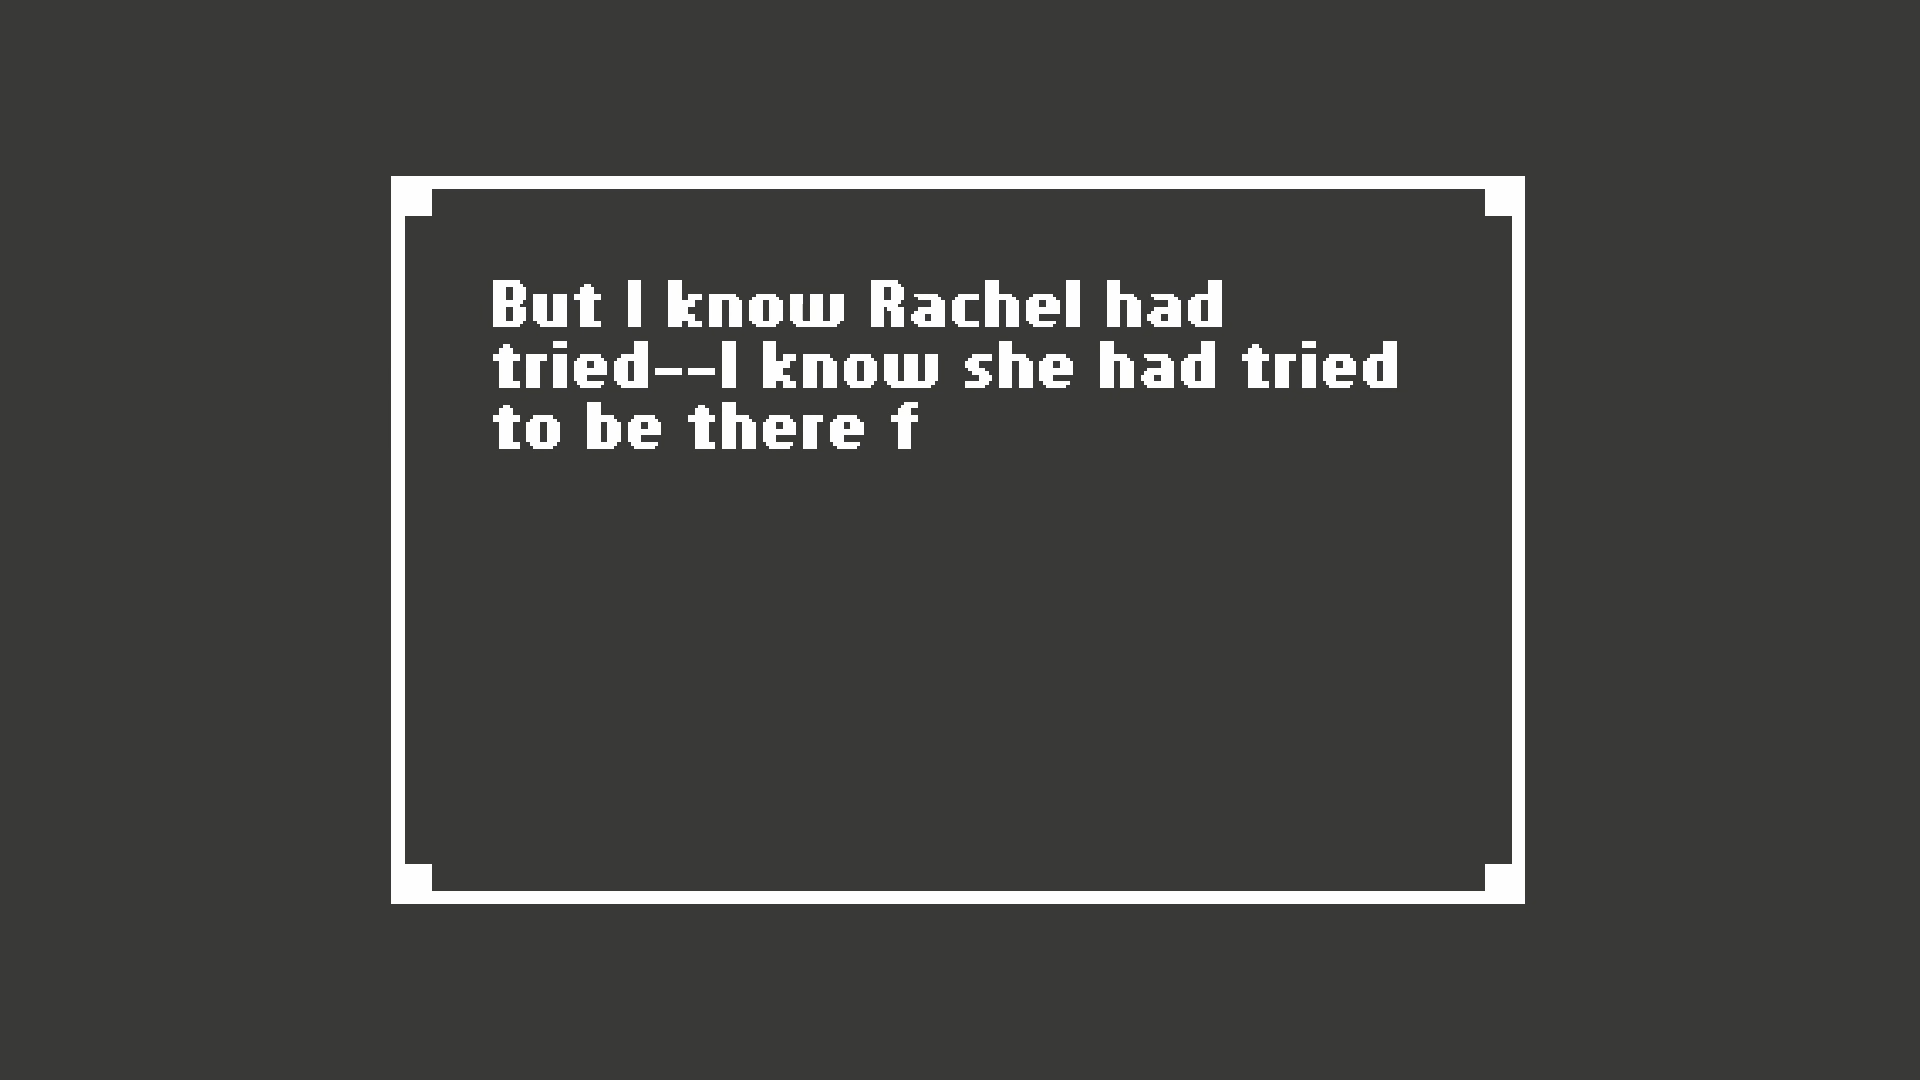 But I know Rachel had
tried--I know she had tried
to be there f